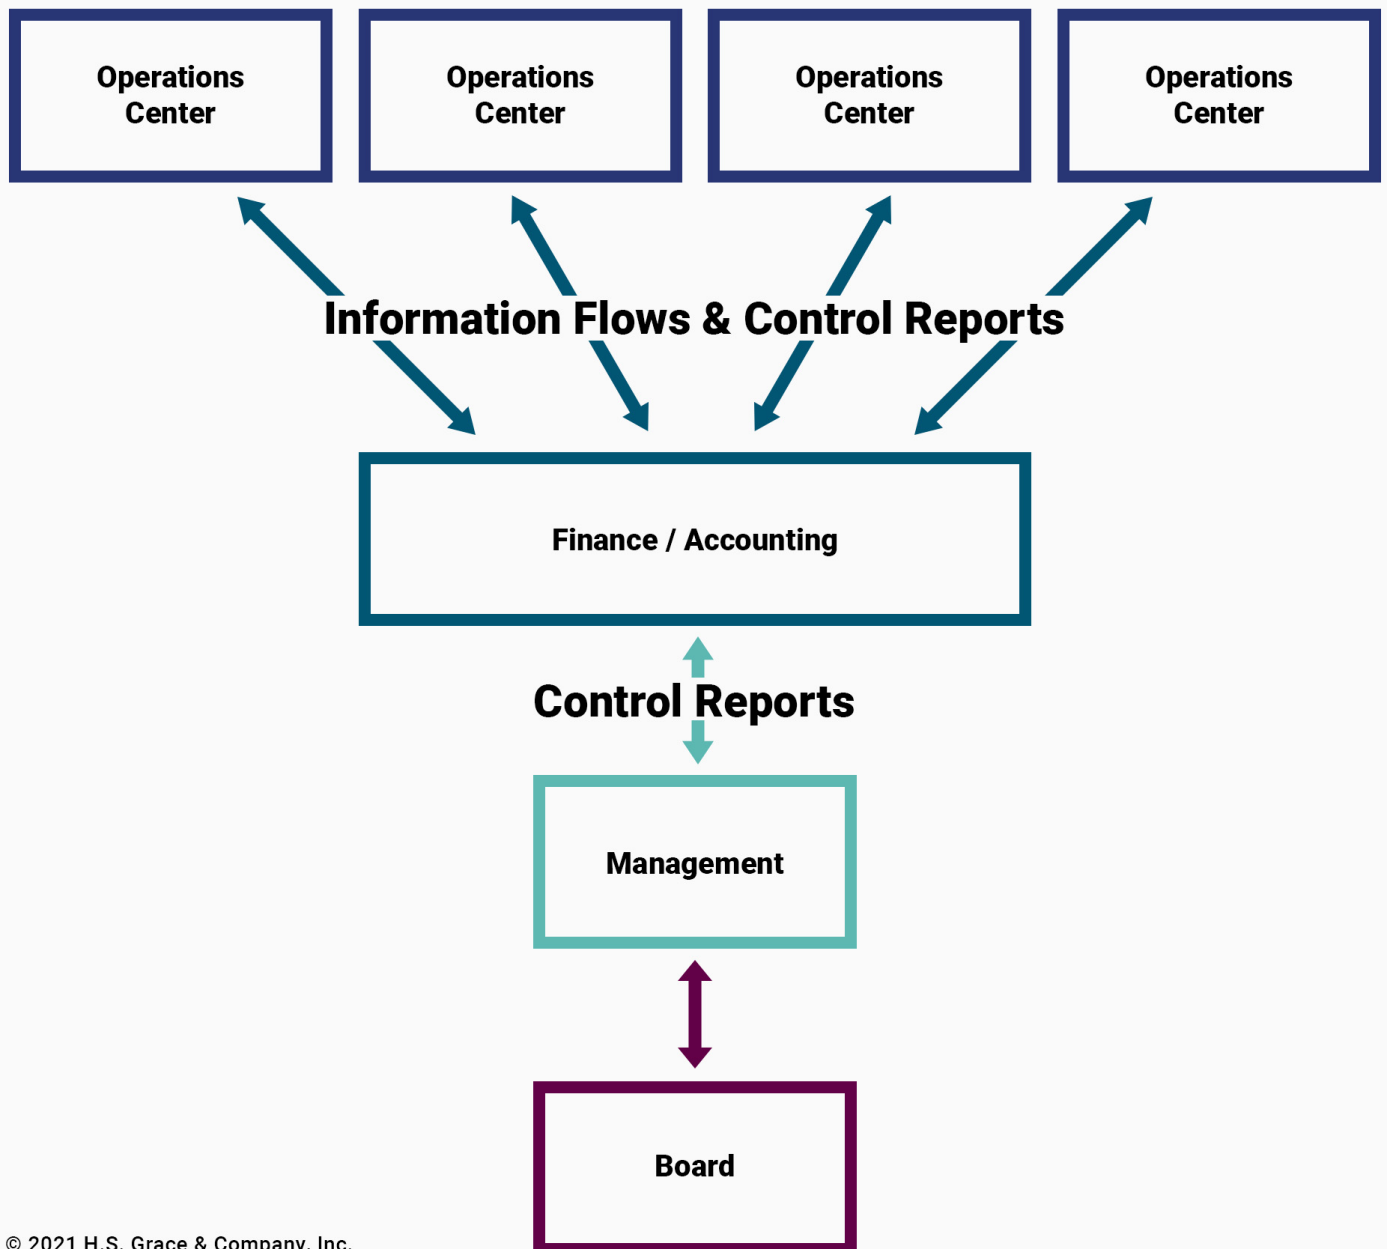 Operations
Center
Operations
Center
Operations
Center
Operations
Center
Information Flows & Control Reports
Finance / Accounting
Control Reports
Management
Board
© 2021 H.S. Grace & Company, Inc.